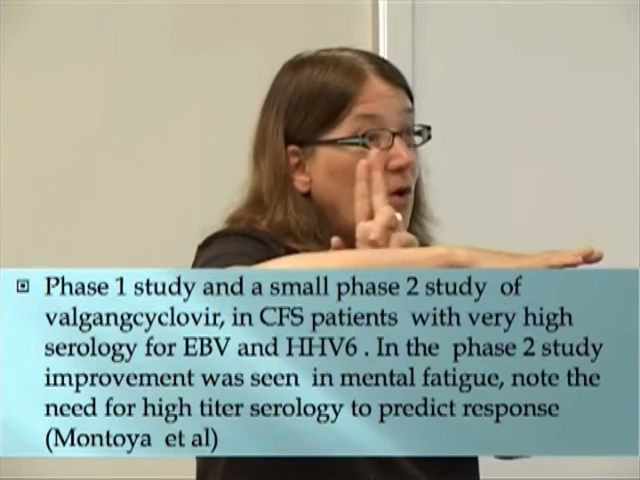 Phase 1 study and a small phase 2 study of
valgangcyclovir, in CFS patients with very high
serology for EBV and HHV6 . In the phase 2 study
improvement was seen in mental fatigue, note the
need for high titer serology to predict response
(Montoya et al)